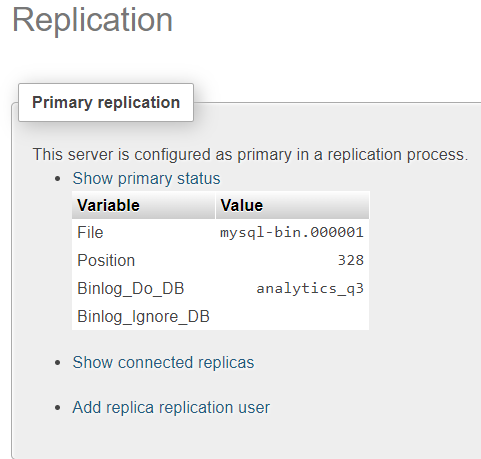 Replication
Primary replication
This server is configured as primary in a replication process.
Show primary status
Variable Value
File mysql-bin.000001
Position 328
Binlog_Do_DB analytics_q3
Binlog_Ignore_DB
Show connected replicas
Add replica replication user